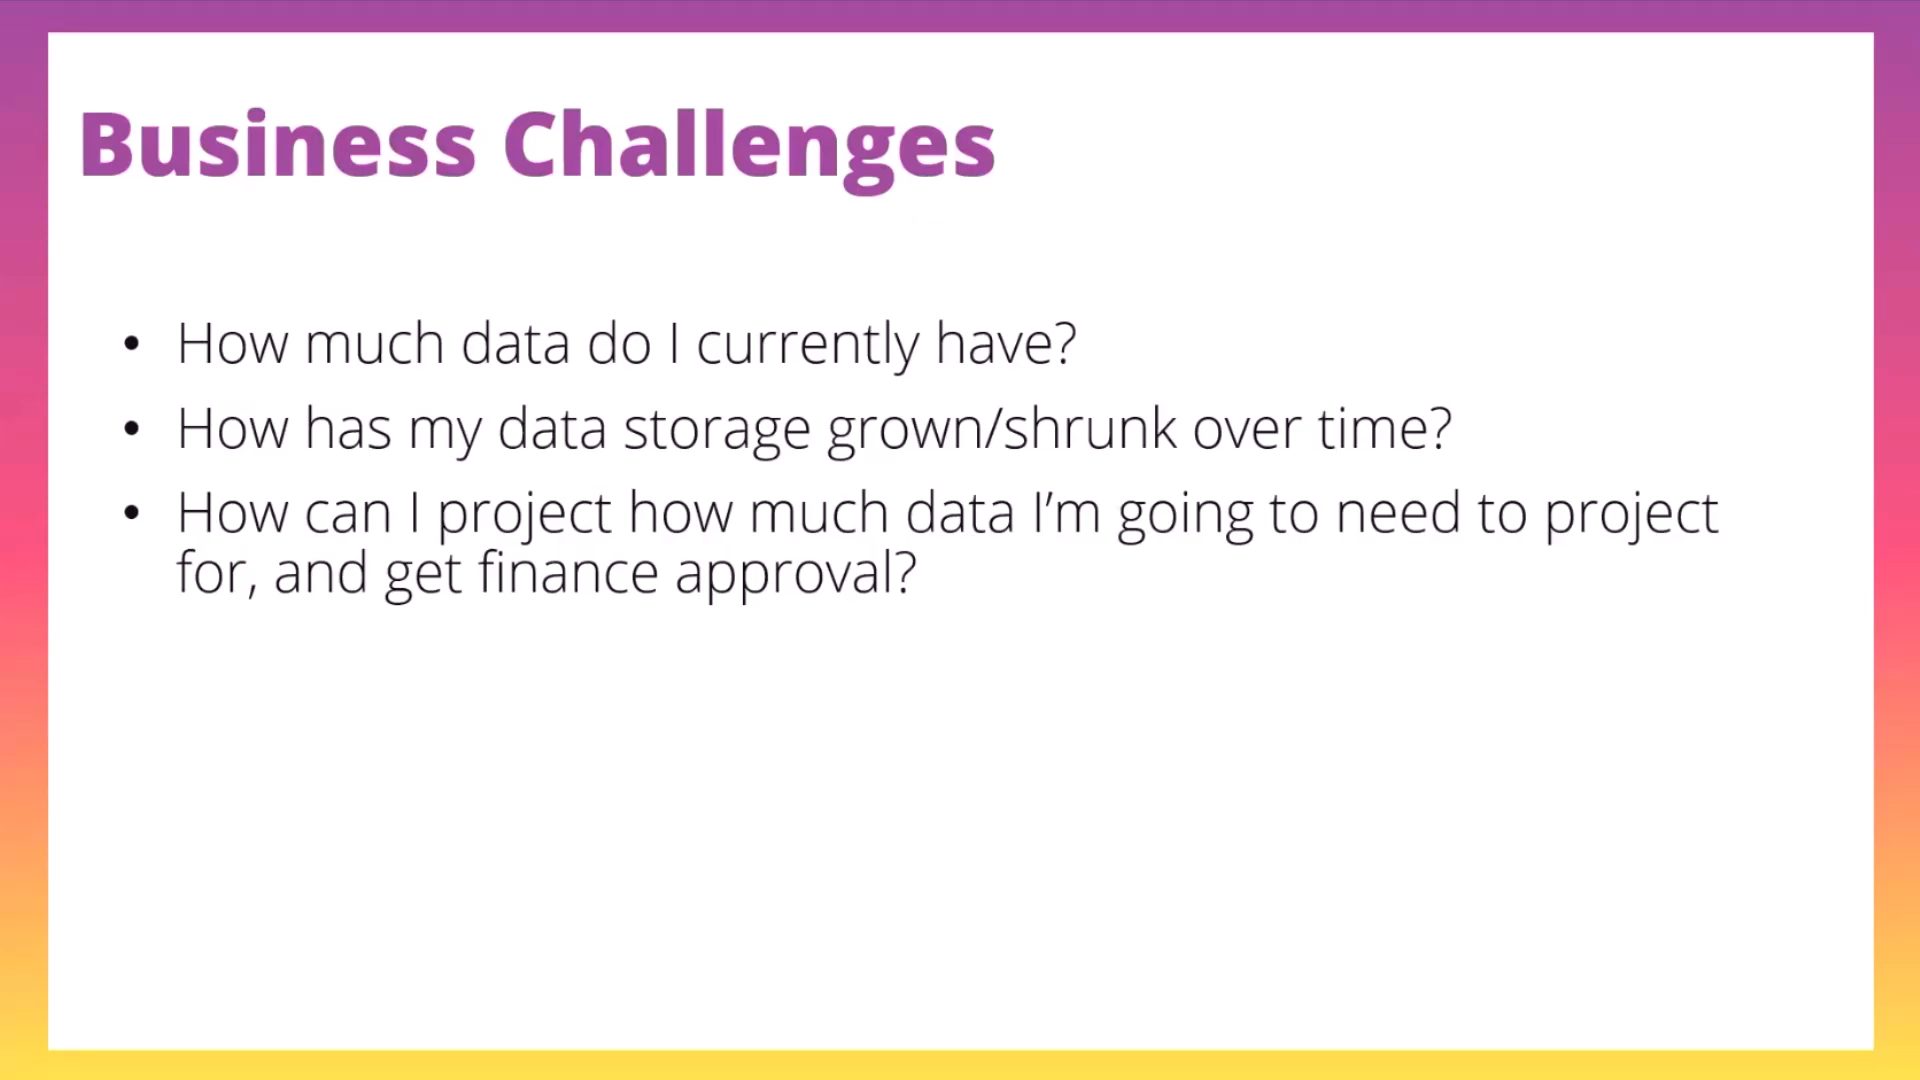 Business Challenges
• How much data do I currently have?
• How has my data storage grown/shrunk over time?
• How can I project how much data I’m going to need to project
for, and get finance approval?